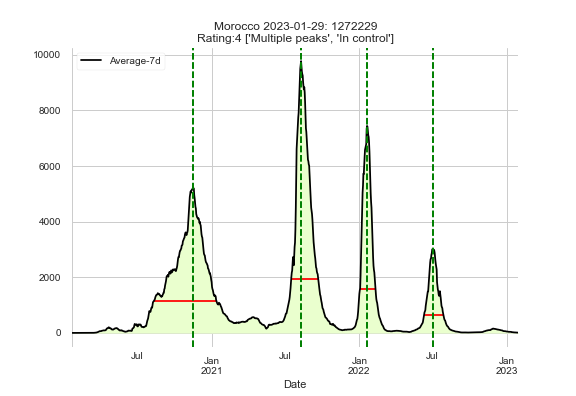 Morocco 2023-01-29: 1272229
Rating:4 ['Multiple peaks', 'In control']
Average-7d
10000
8000
6000
4000
2000
0
Jul
Jan
2021
Jul
Jan
2022
Jul
Jan
2023
Date